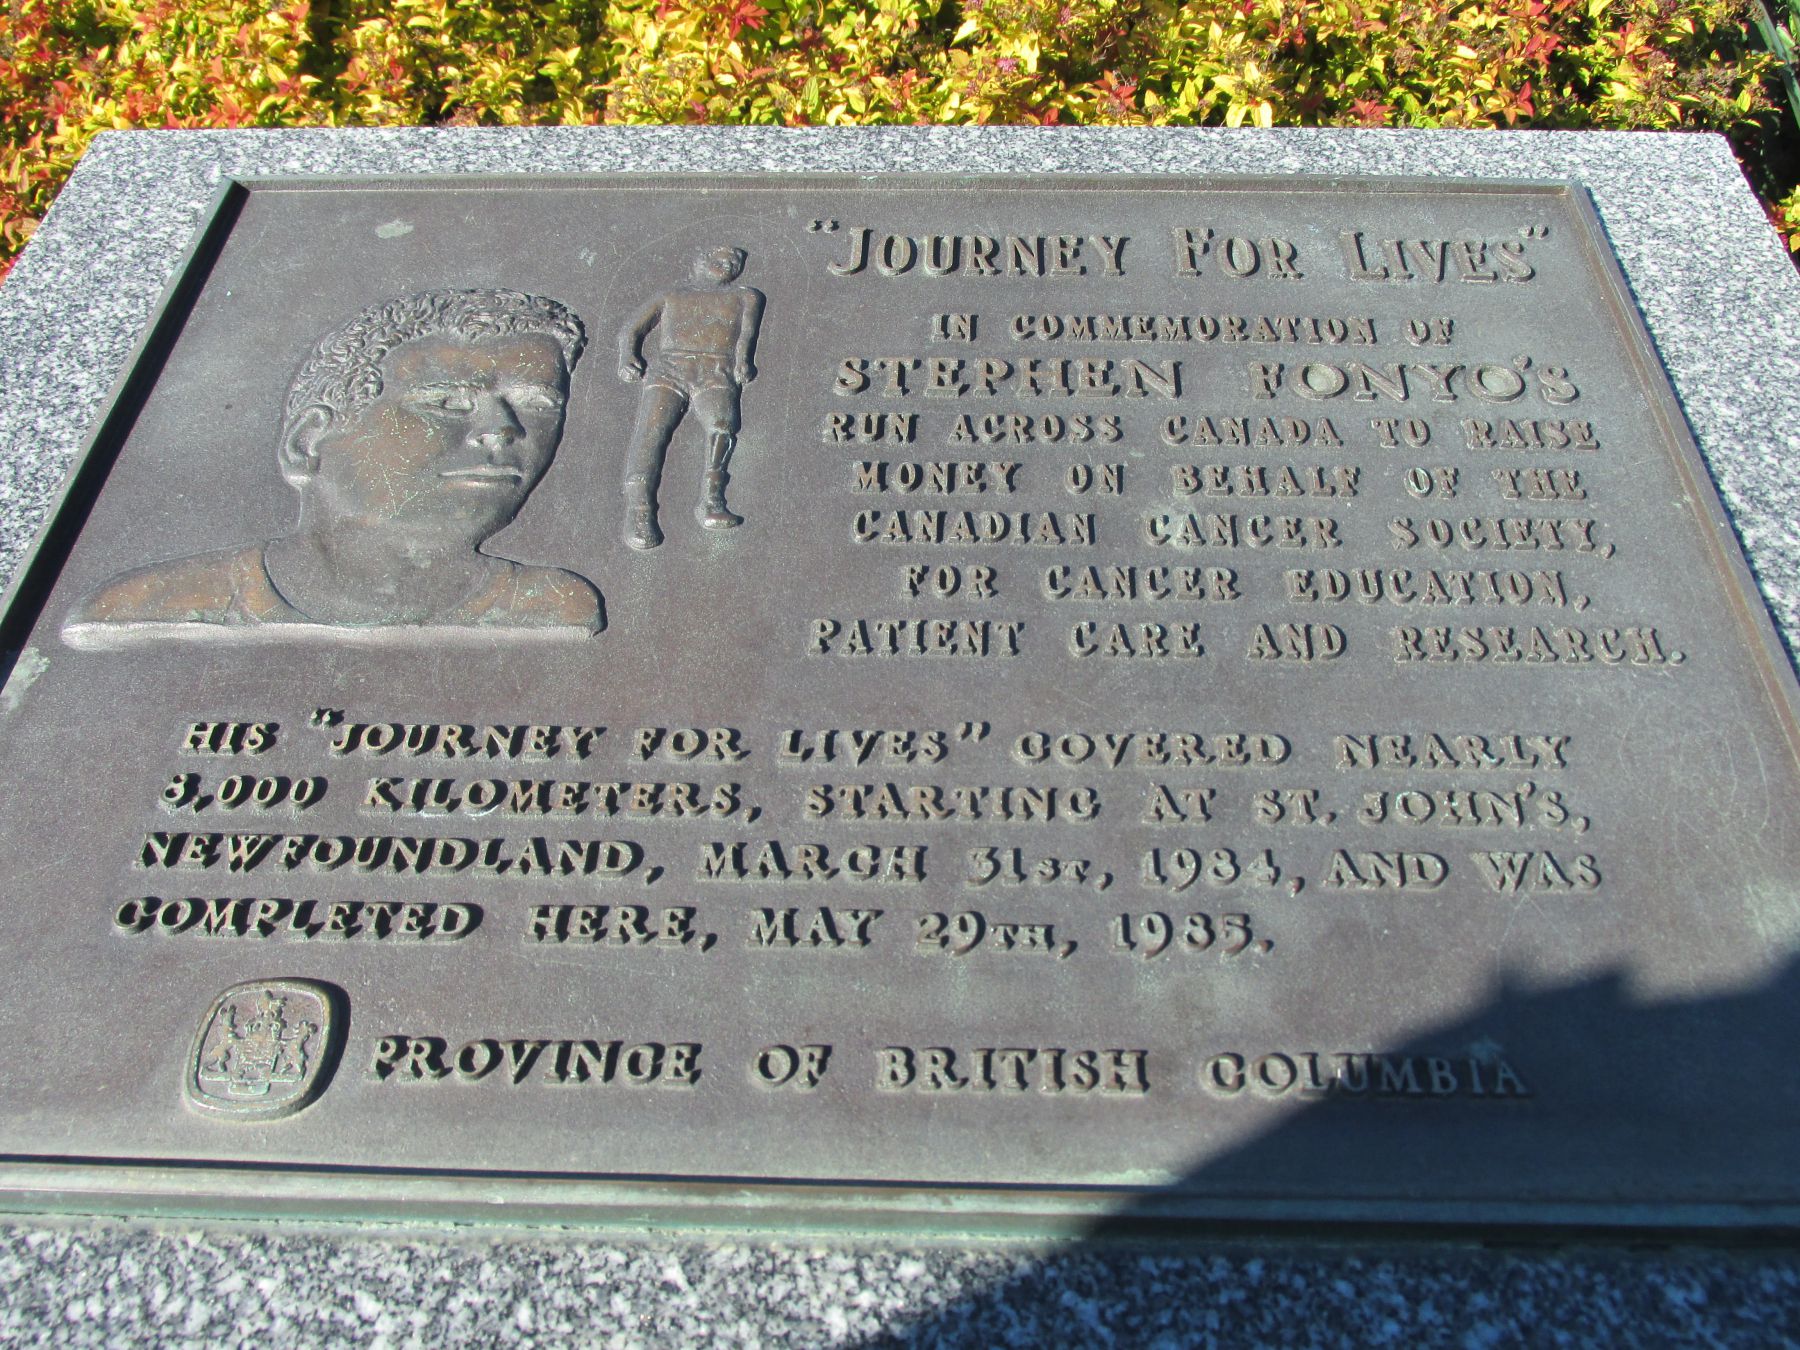 "JOURNEY FOR LIVES"
IN COMMEMORATION OF
STEPHEN FONYO'S
RUN ACROSS CANADA TO RAISE
MONEY ON BEHALF OF THE
CANADIAN CANCER SOCIETY,
FOR CANCER EDUCATION,
PATIENT CARE AND RESEARCH.
HIS "JOURNEY FOR LIVES" COVERED NEARLY
8,000 KILOMETERS, STARTING AT ST. JOHN'S,
NEWFOUNDLAND, MARCH 31ST, 1984, AND WAS
COMPLETED HERE, MAY 29TH, 1985.
PROVINCE OF BRITISH COLUMBIA